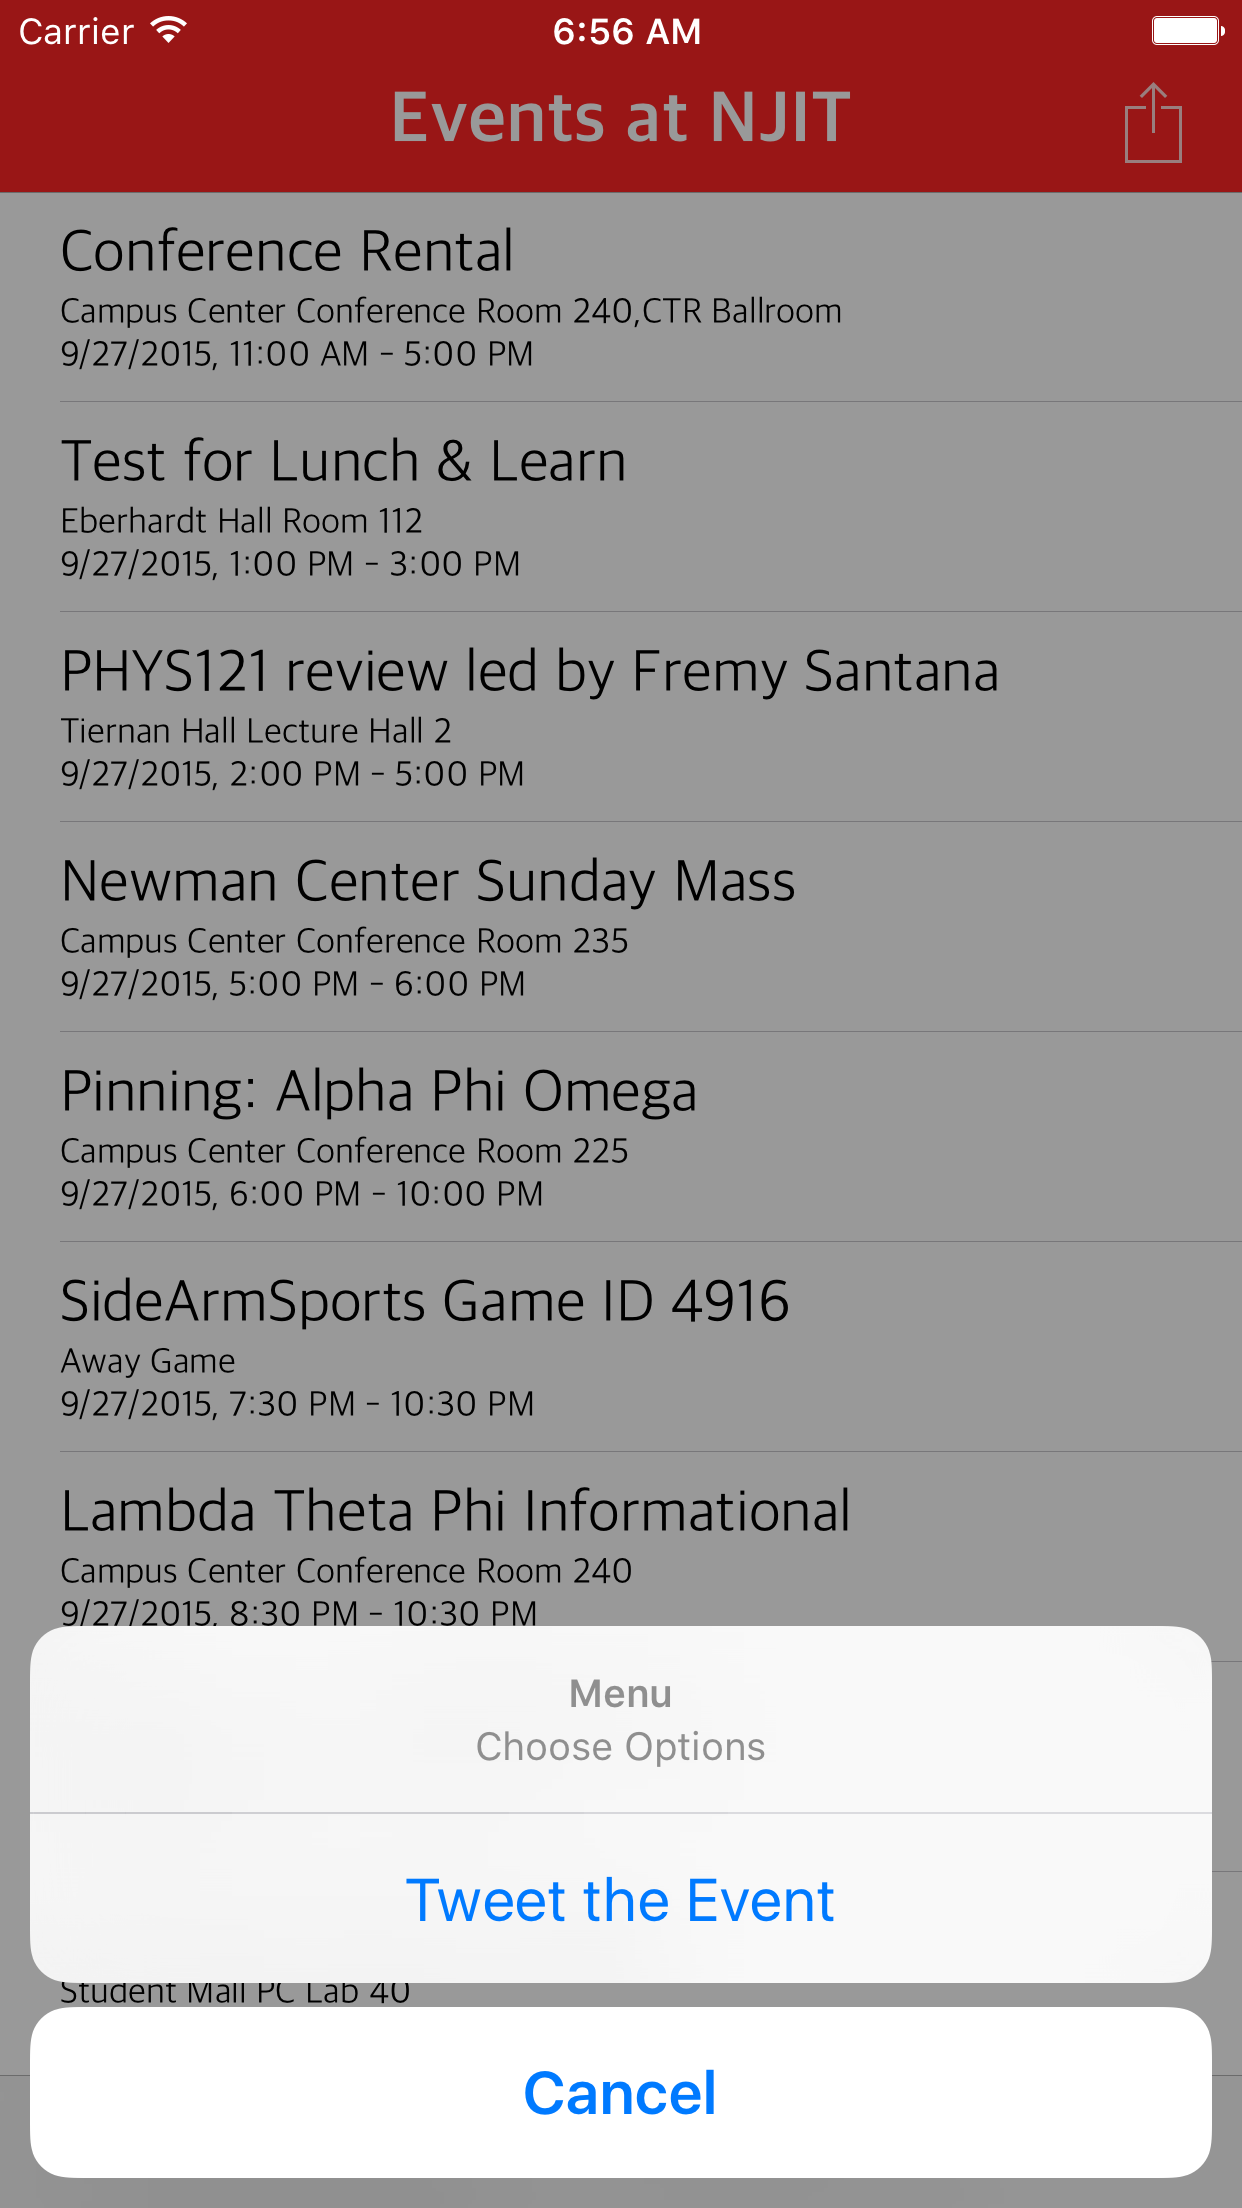 Carrier 6:56 AM
Events at NJIT
Conference Rental
Campus Center Conference Room 240,CTR Ballroom
9/27/2015, 11:00 AM - 5:00 PM
Test for Lunch & Learn
Eberhardt Hall Room 112
9/27/2015, 1:00 PM - 3:00 PM
PHYS121 review led by Fremy Santana
Tiernan Hall Lecture Hall 2
9/27/2015, 2:00 PM - 5:00 PM
Newman Center Sunday Mass
Campus Center Conference Room 235
9/27/2015, 5:00 PM - 6:00 PM
Pinning: Alpha Phi Omega
Campus Center Conference Room 225
9/27/2015, 6:00 PM - 10:00 PM
SideArmSports Game ID 4916
Away Game
9/27/2015, 7:30 PM - 10:30 PM
Lambda Theta Phi Informational
Campus Center Conference Room 240
9/27/2015, 8:30 PM - 10:30 PM
Menu
Choose Options
Tweet the Event
Student Mall PC Lab 40
Cancel